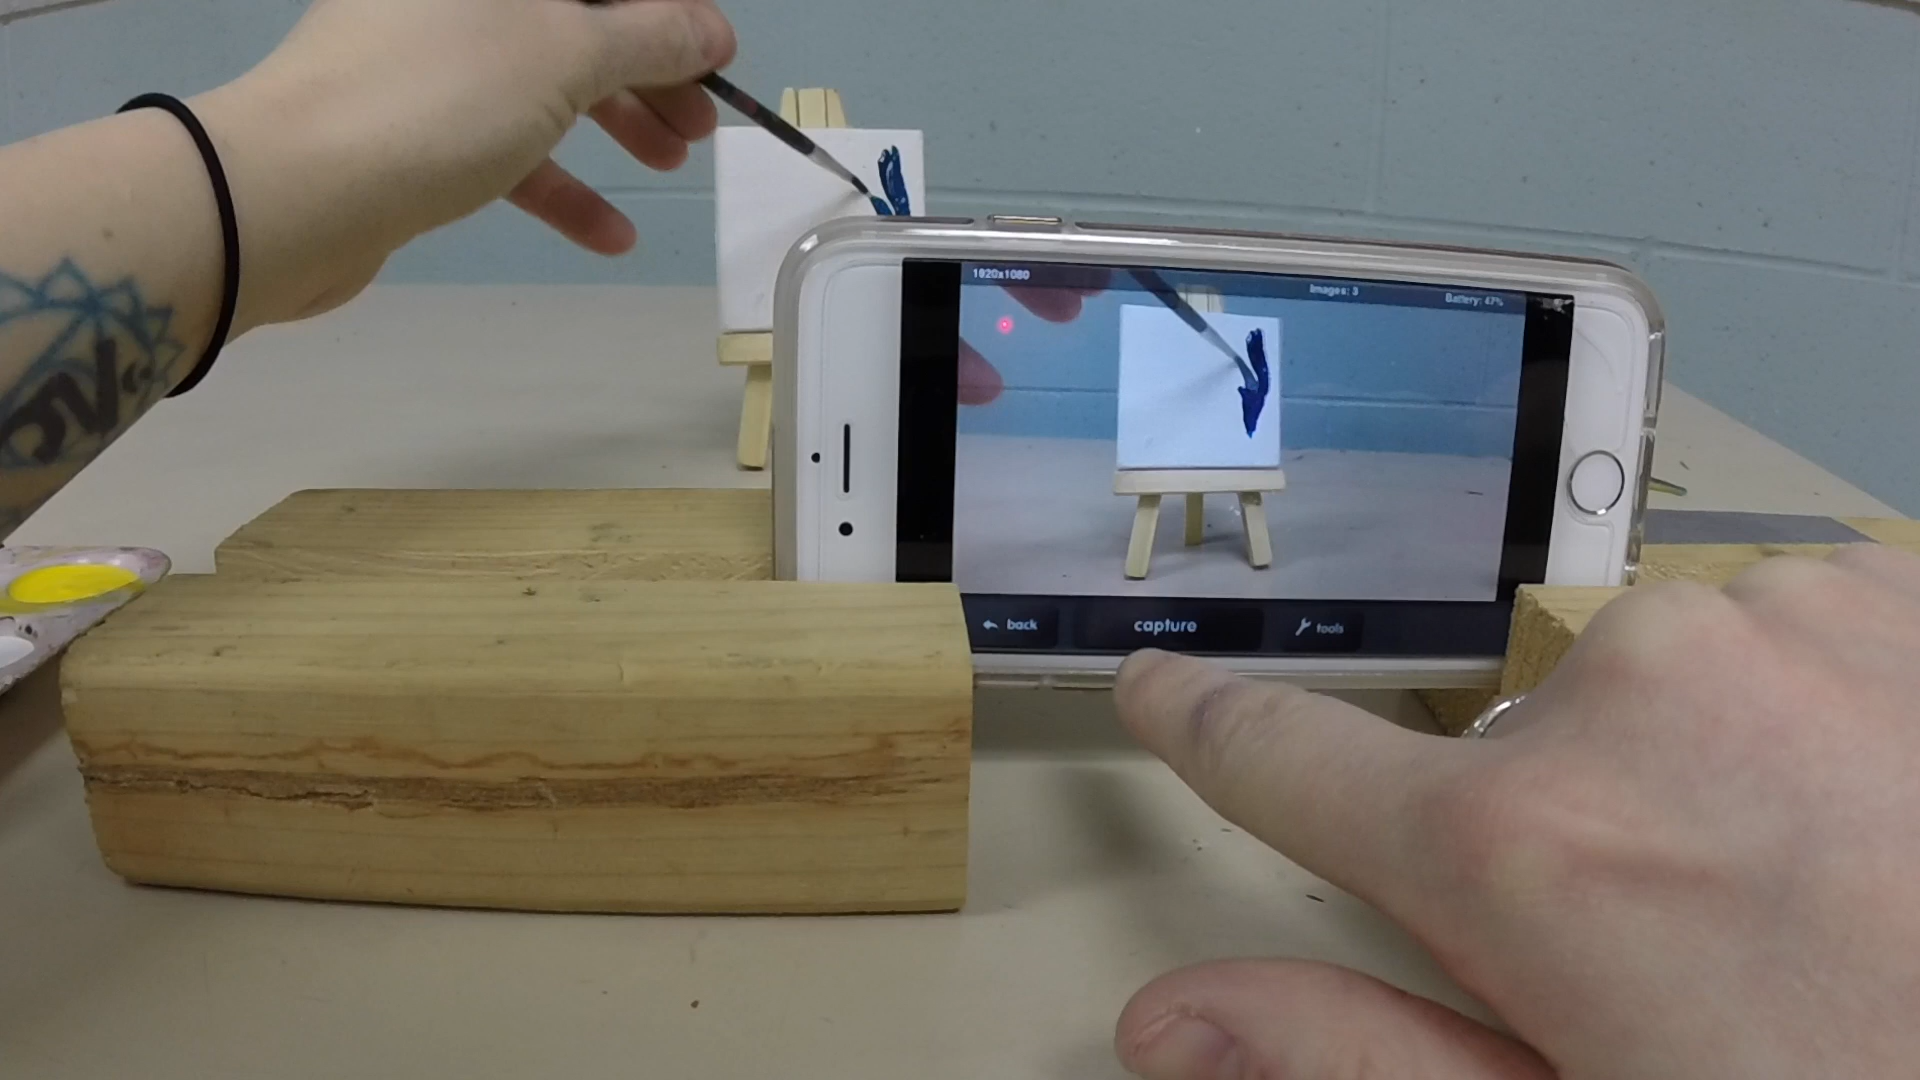 1920x1080
Images: 3
Battery: 47%
back
capture
tools